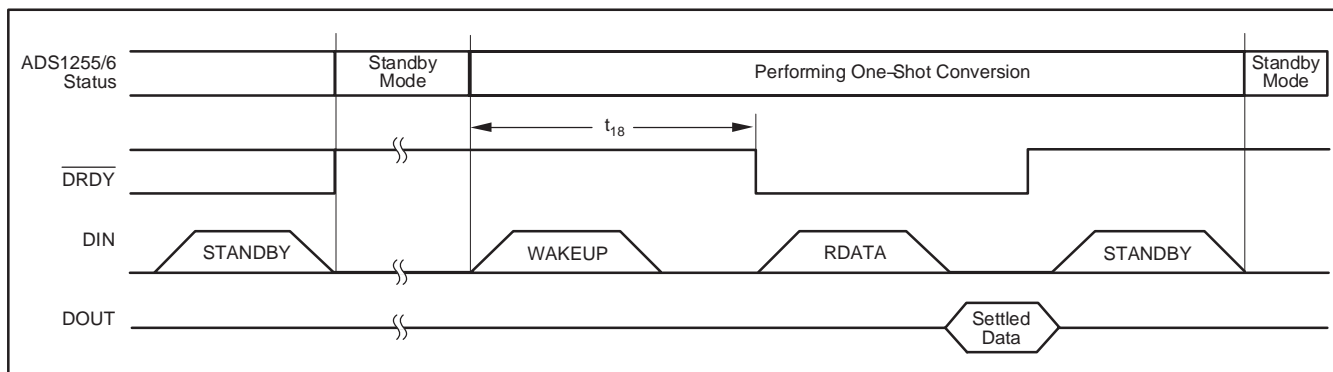 ADS1255/6
Status
Standby
Mode
Performing One–Shot Conversion
Standby
Mode
t18
DRDY
DIN
STANDBY
WAKEUP
RDATA
STANDBY
DOUT
Settled
Data